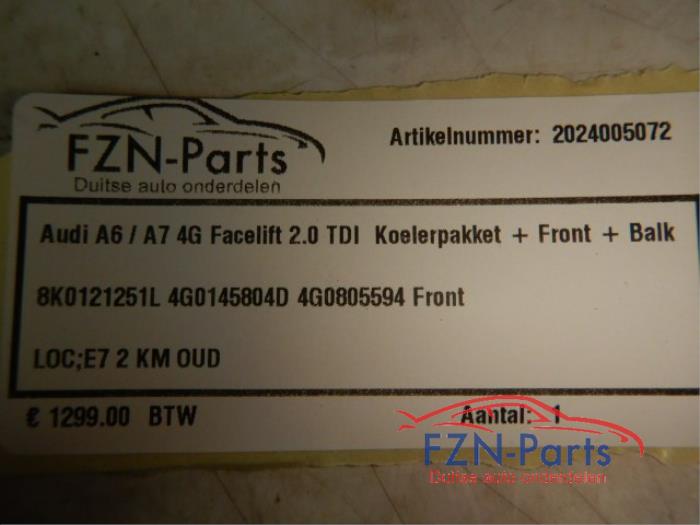 FZN-Parts
Duitse auto onderdelen
Artikelnummer: 2024005072
Audi A6 / A7 4G Facelift 2.0 TDI Koelerpakket + Front + Balk
8K0121251L 4G0145804D 4G0805594 Front
LOC;E7 2 KM OUD
€ 1299.00 BTW
Aantal: 1
FZN-Parts
Duitse auto onderdelen